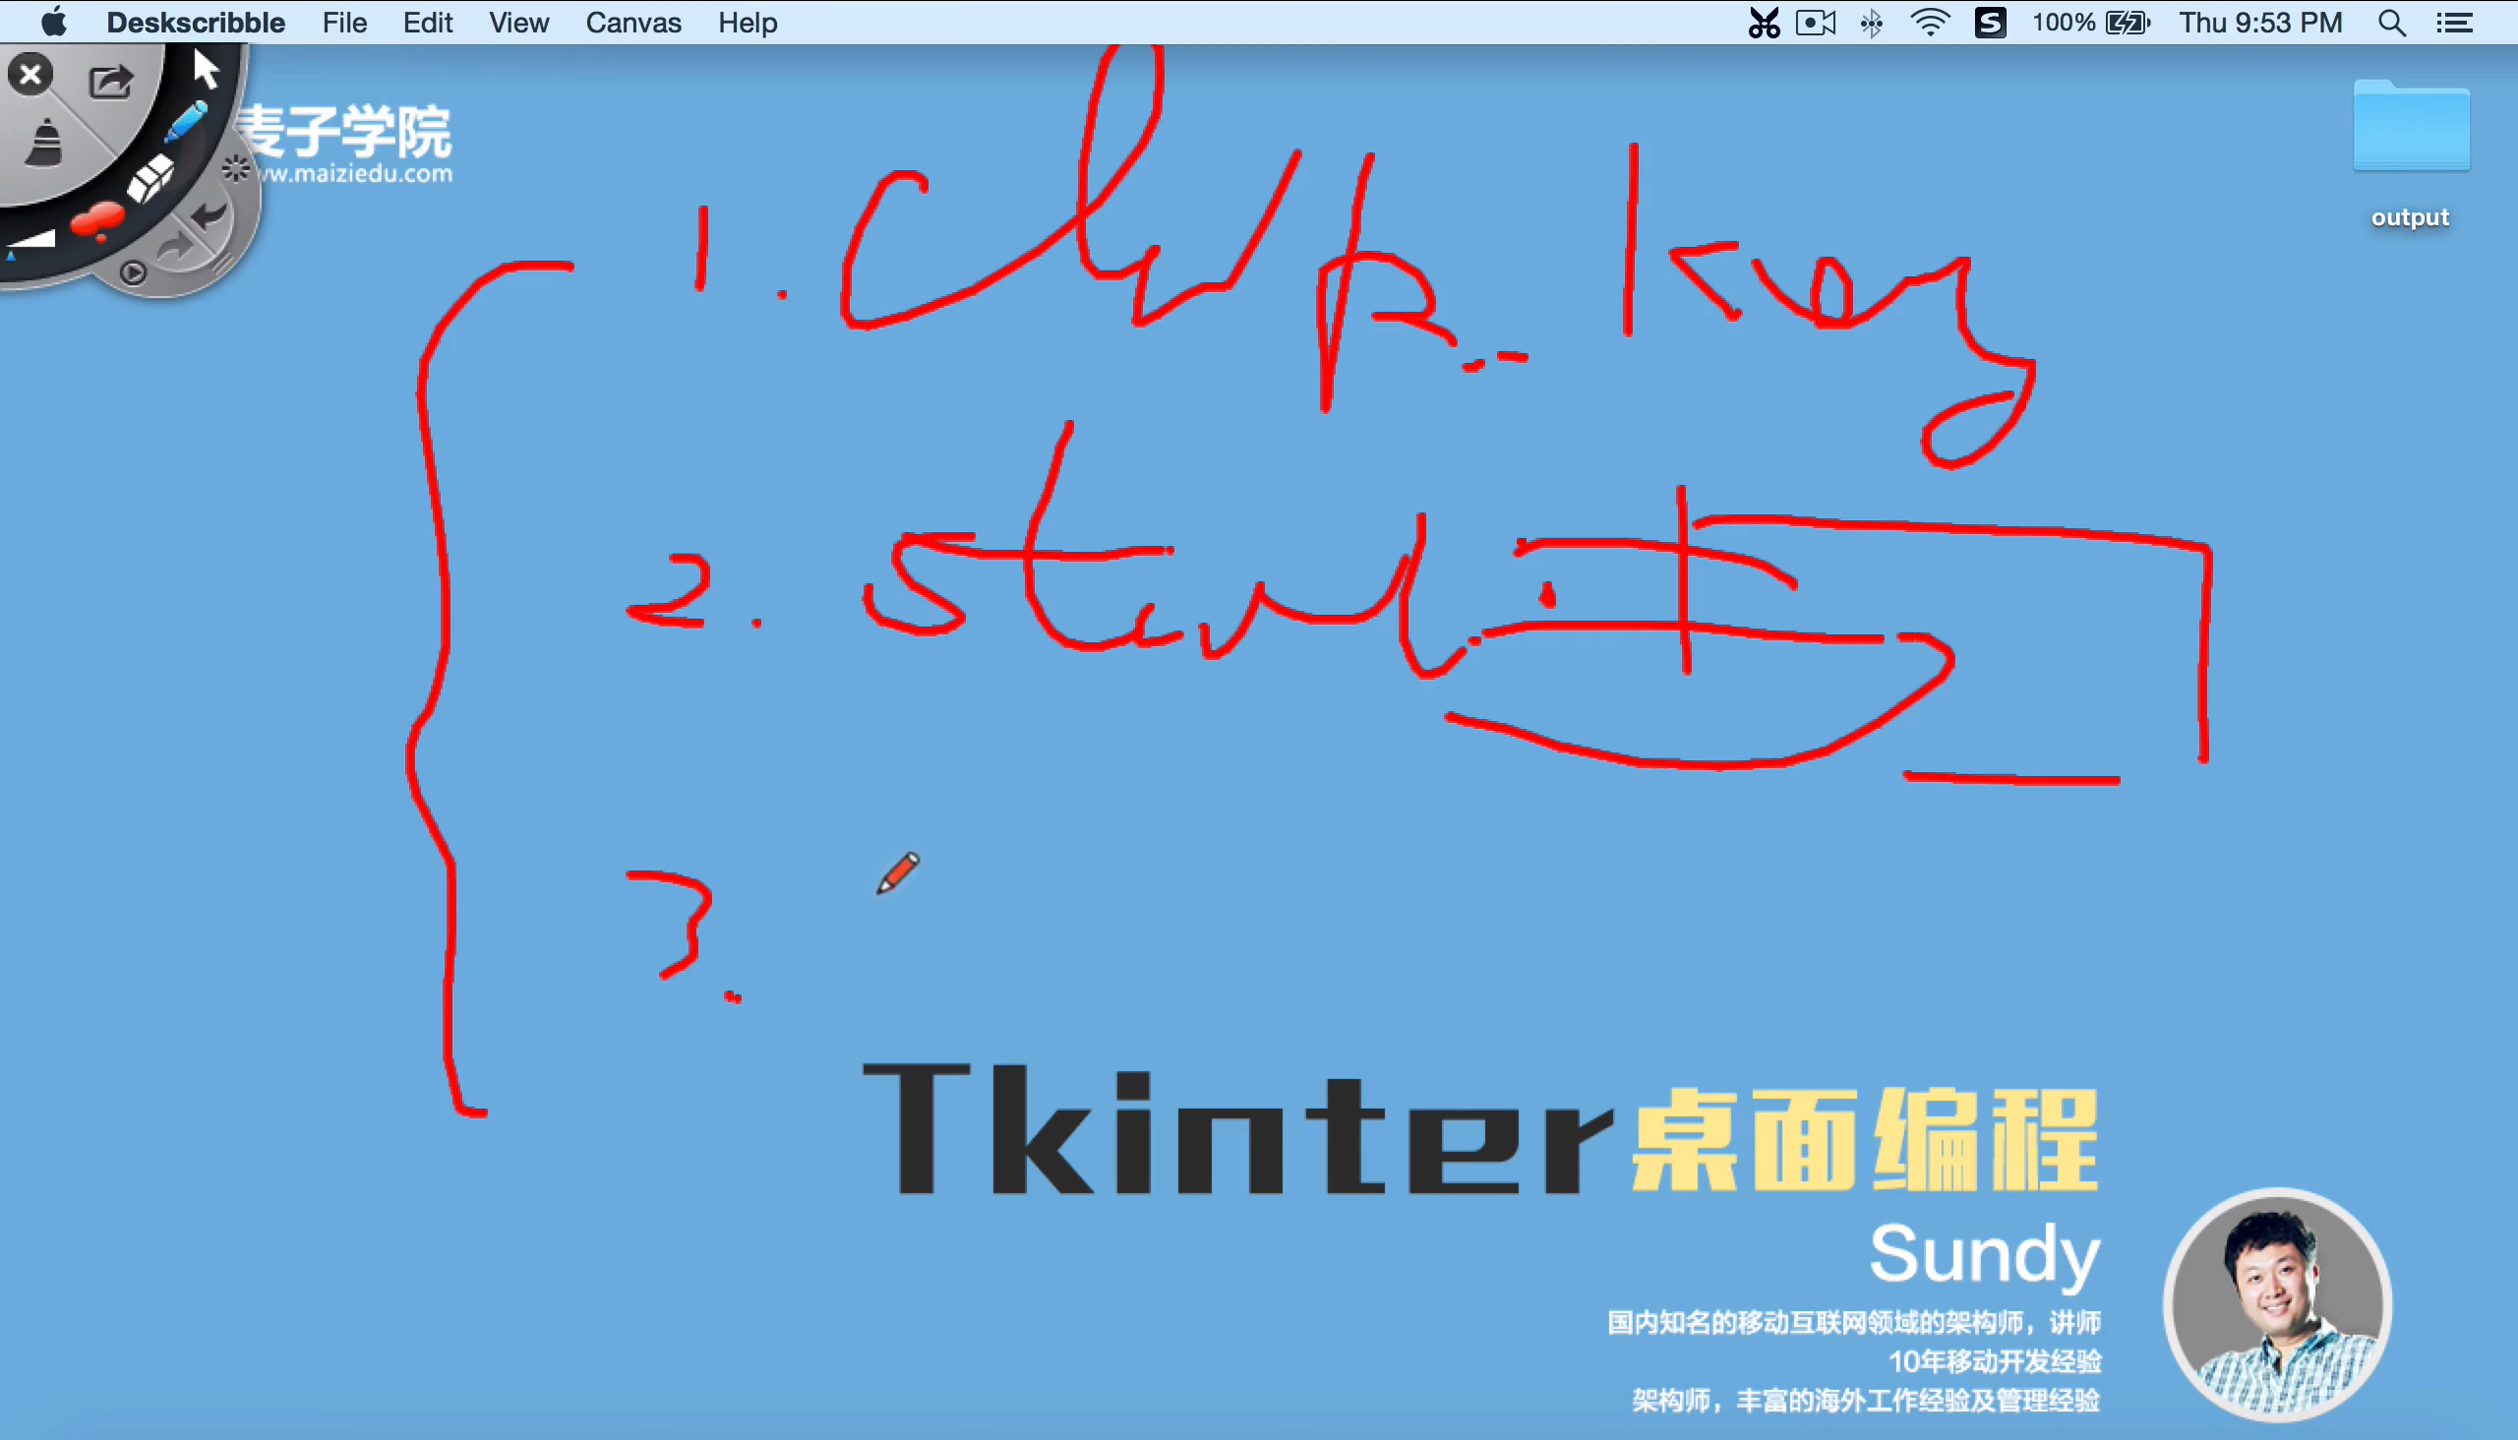 Deskscribble File Edit View Canvas Help
100% Thu 9:53 PM
麦子学院
ww.maiziedu.com
output
1.
2.
3.
Tkinter桌面编程
Sundy
国内知名的移动互联网领域的架构师，讲师
10年移动开发经验
架构师，丰富的海外工作经验及管理经验